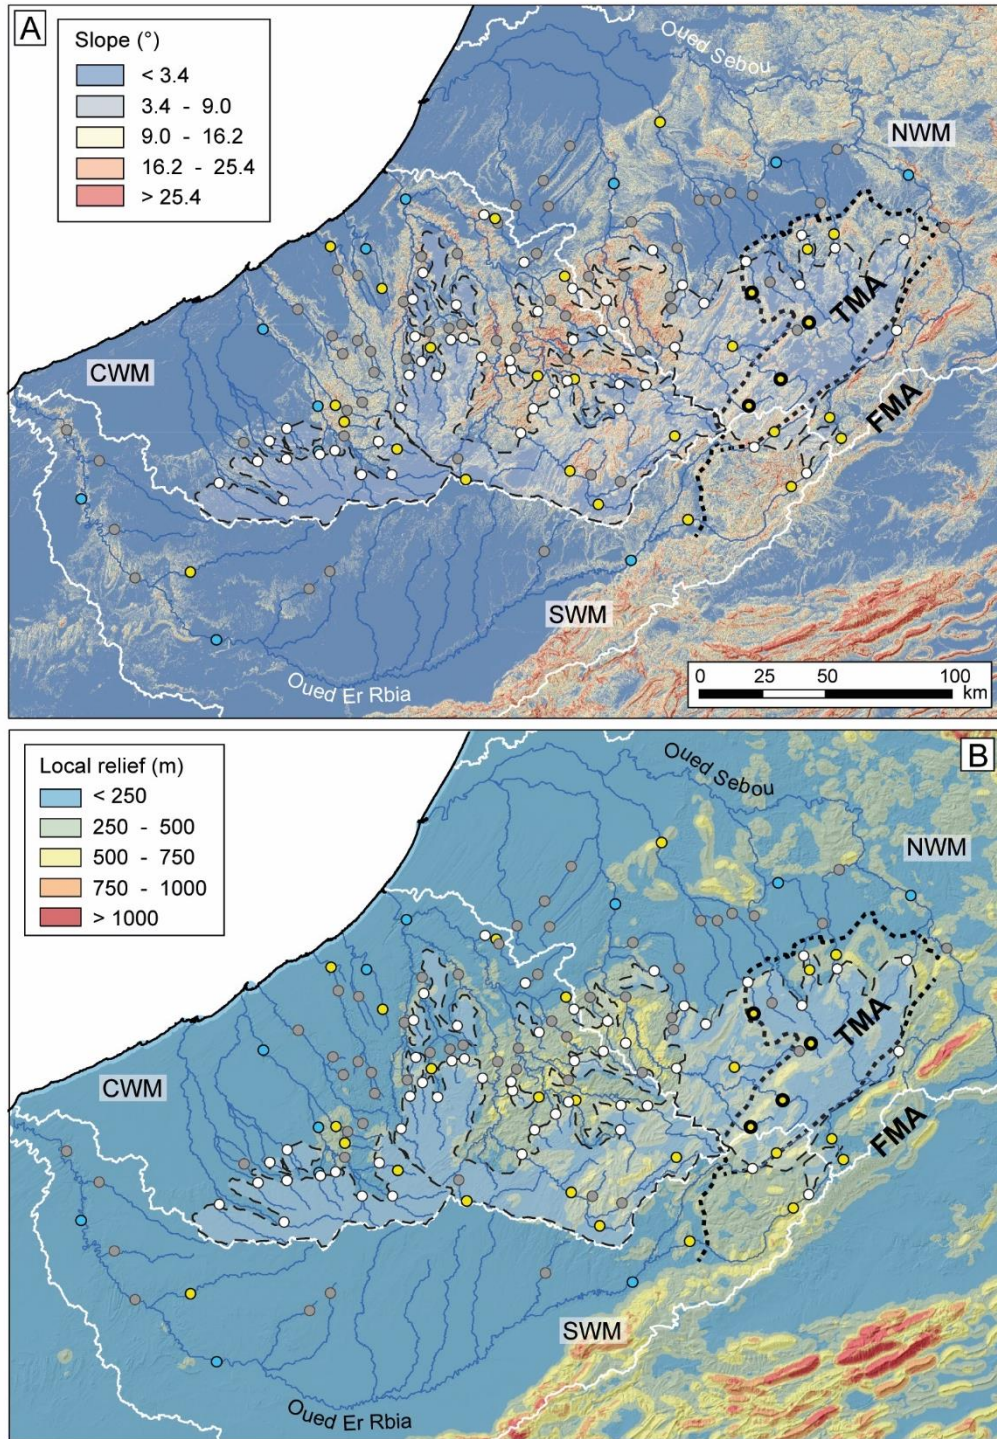 A
Slope (°)
< 3.4
3.4 - 9.0
9.0 - 16.2
16.2 - 25.4
> 25.4
Oued Sebou
NWM
TMA
CWM
FMA
SWM
Oued Er Rbia
0 25 50 100
km
B
Local relief (m)
< 250
250 - 500
500 - 750
750 - 1000
> 1000
Oued Sebou
NWM
TMA
CWM
FMA
SWM
Oued Er Rbia